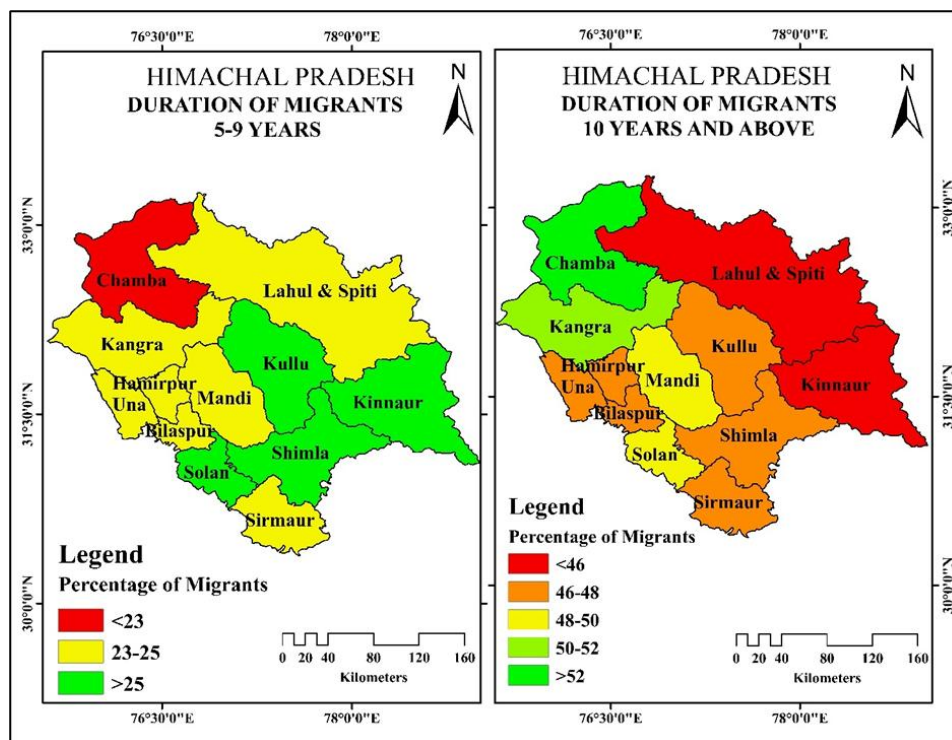 76°30'0"E
78°0'0"E
HIMACHAL PRADESH
DURATION OF MIGRANTS
5-9 YEARS
N
33°0'0"N
31°30'0"N
30°0'0"N
Chamba
Lahul & Spiti
Kangra
Kullu
Hamirpur
Una
Mandi
Kinnaur
Bilaspur
Shimla
Solan
Sirmaur
Legend
Percentage of Migrants
<23
23-25
>25
0 20 40 80 120 160
Kilometers
76°30'0"E
78°0'0"E
76°30'0"E
78°0'0"E
HIMACHAL PRADESH
DURATION OF MIGRANTS
10 YEARS AND ABOVE
N
33°0'0"N
31°30'0"N
30°0'0"N
Chamba
Lahul & Spiti
Kangra
Kullu
Hamirpur
Una
Mandi
Kinnaur
Bilaspur
Shimla
Solan
Sirmaur
Legend
Percentage of Migrants
<46
46-48
48-50
50-52
>52
0 20 40 80 120 160
Kilometers
76°30'0"E
78°0'0"E